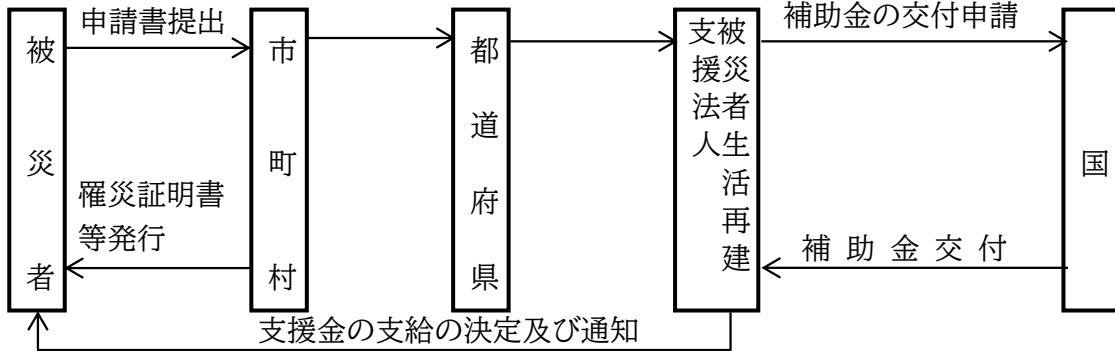 被災者
申請書提出
罹災証明書
等発行
市町村
都道府県
被災者生活再建
支援法人
補助金の交付申請
補助金交付
国
支援金の支給の決定及び通知